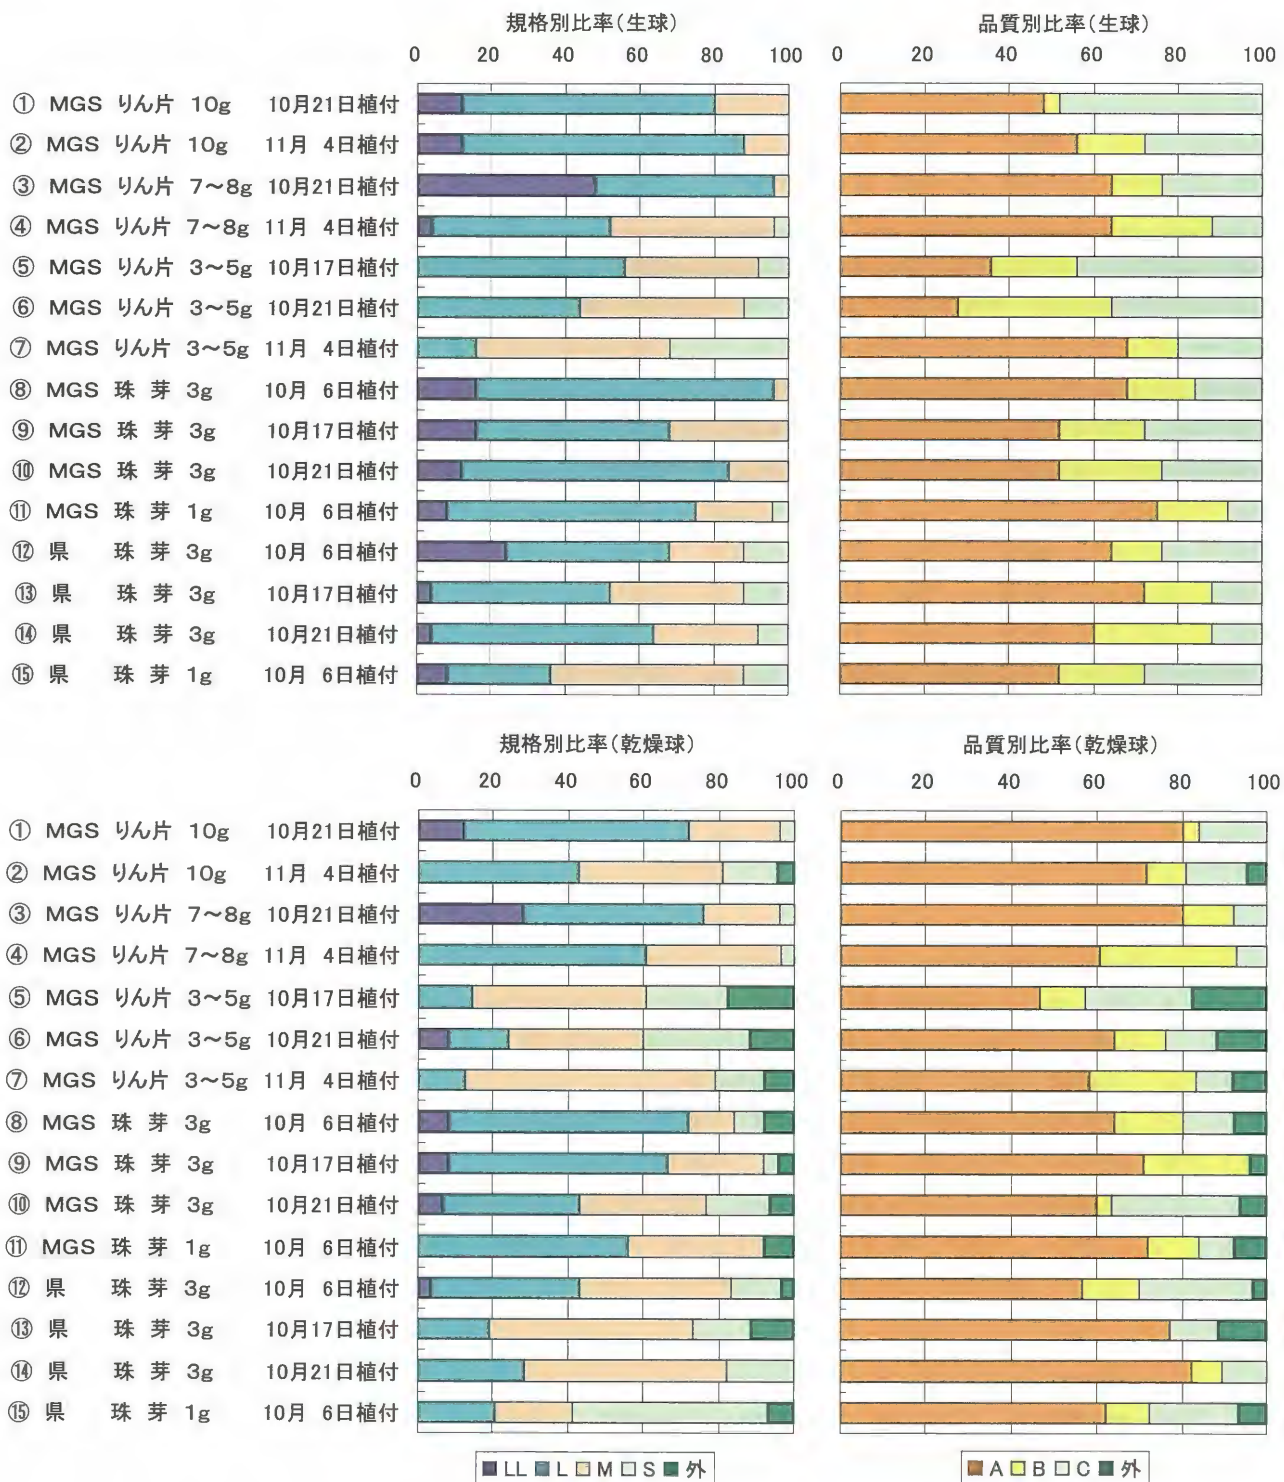 規格別比率(生球) 品質別比率(生球)
0 20 40 60 80 100 0 20 40 60 80 100
① MGS りん片 10g 10月21日植付
② MGS りん片 10g 11月 4日植付
③ MGS りん片 7～8g 10月21日植付
④ MGS りん片 7～8g 11月 4日植付
⑤ MGS りん片 3～5g 10月17日植付
⑥ MGS りん片 3～5g 10月21日植付
⑦ MGS りん片 3～5g 11月 4日植付
⑧ MGS 珠 芽 3g 10月 6日植付
⑨ MGS 珠 芽 3g 10月17日植付
⑩ MGS 珠 芽 3g 10月21日植付
⑪ MGS 珠 芽 1g 10月 6日植付
⑫ 県 珠 芽 3g 10月 6日植付
⑬ 県 珠 芽 3g 10月17日植付
⑭ 県 珠 芽 3g 10月21日植付
⑮ 県 珠 芽 1g 10月 6日植付
規格別比率(乾燥球) 品質別比率(乾燥球)
0 20 40 60 80 100 0 20 40 60 80 100
① MGS りん片 10g 10月21日植付
② MGS りん片 10g 11月 4日植付
③ MGS りん片 7～8g 10月21日植付
④ MGS りん片 7～8g 11月 4日植付
⑤ MGS りん片 3～5g 10月17日植付
⑥ MGS りん片 3～5g 10月21日植付
⑦ MGS りん片 3～5g 11月 4日植付
⑧ MGS 珠 芽 3g 10月 6日植付
⑨ MGS 珠 芽 3g 10月17日植付
⑩ MGS 珠 芽 3g 10月21日植付
⑪ MGS 珠 芽 1g 10月 6日植付
⑫ 県 珠 芽 3g 10月 6日植付
⑬ 県 珠 芽 3g 10月17日植付
⑭ 県 珠 芽 3g 10月21日植付
⑮ 県 珠 芽 1g 10月 6日植付
LL L M S 外 A B C 外